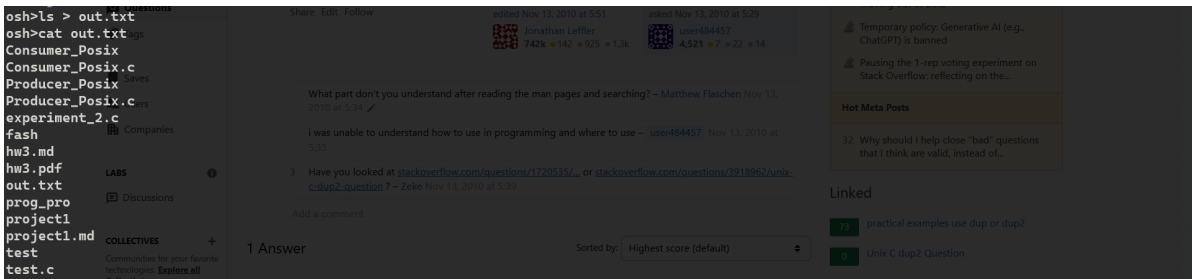 osh>ls > out.txt
osh>cat out.txt
Consumer_Posix
Consumer_Posix.c
Producer_Posix
Producer_Posix.c
experiment_2.c
fash
hw3.md
hw3.pdf
out.txt
prog_pro
project1
project1.md
test
test.c
Questions
Tags
Saves
Users
Companies
LABS
Discussions
COLLECTIVES +
Communities for your favorite
technologies. Explore all
Share Edit Follow
edited Nov 13, 2010 at 5:51
Jonathan Leffler
742k 142 925 1.3k
asked Nov 13, 2010 at 5:29
user484457
4,521 7 22 14
What part don't you understand after reading the man pages and searching? – Matthew Flaschen Nov 13,
2010 at 5:34
i was unable to understand how to use in programming and where to use – user484457 Nov 13, 2010 at
5:35
3 Have you looked at stackoverflow.com/questions/1720535/... or stackoverflow.com/questions/3918962/unix-
c-dup2-question ? – Zeke Nov 13, 2010 at 5:39
Add a comment
1 Answer
Sorted by: Highest score (default)
Temporary policy: Generative AI (e.g.,
ChatGPT) is banned
Pausing the 1-rep voting experiment on
Stack Overflow: reflecting on the...
Hot Meta Posts
32 Why should I help close "bad" questions
that I think are valid, instead of...
Linked
73 practical examples use dup or dup2
0 Unix C dup2 Question